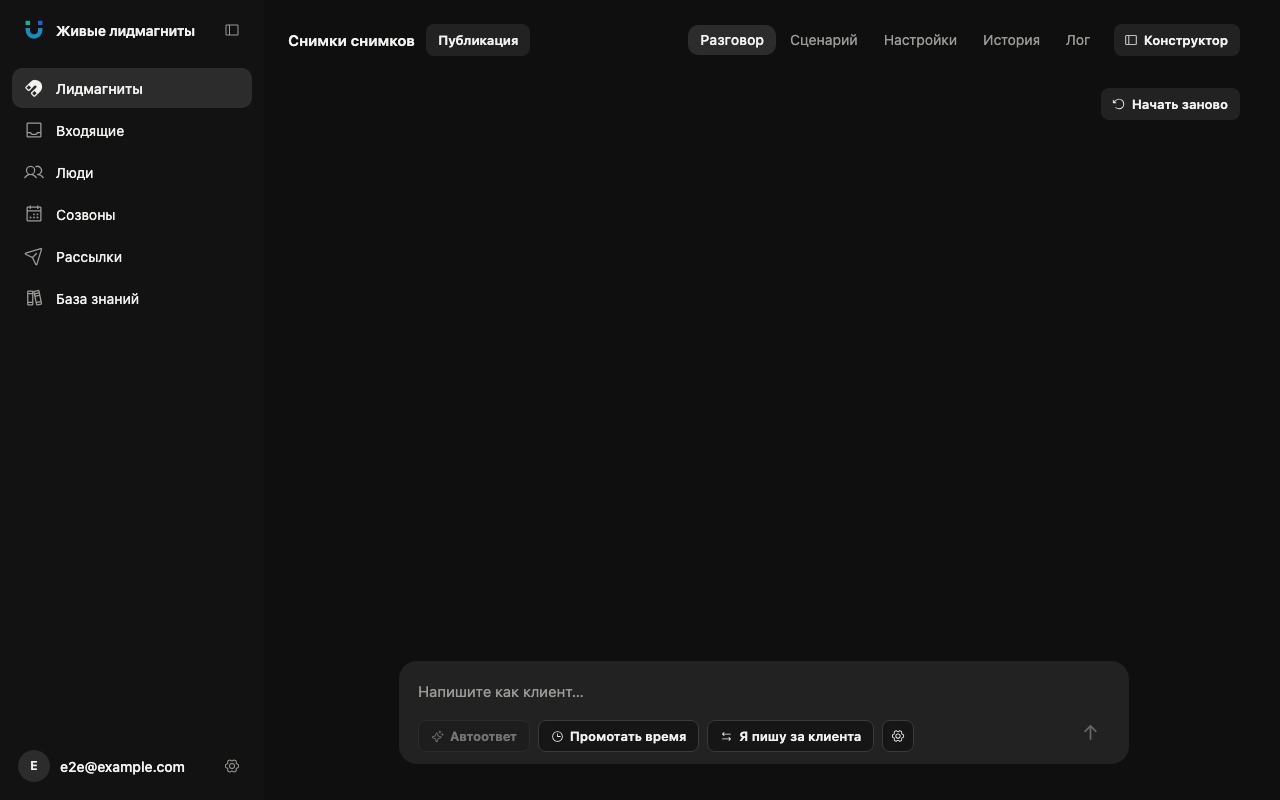 Живые лидмагниты
Лидмагниты
Входящие
Люди
Созвоны
Рассылки
База знаний
E e2e@example.com
Снимки снимков Публикация Разговор Сценарий Настройки История Лог Конструктор
Начать заново
Напишите как клиент...
Автоответ Промотать время Я пишу за клиента